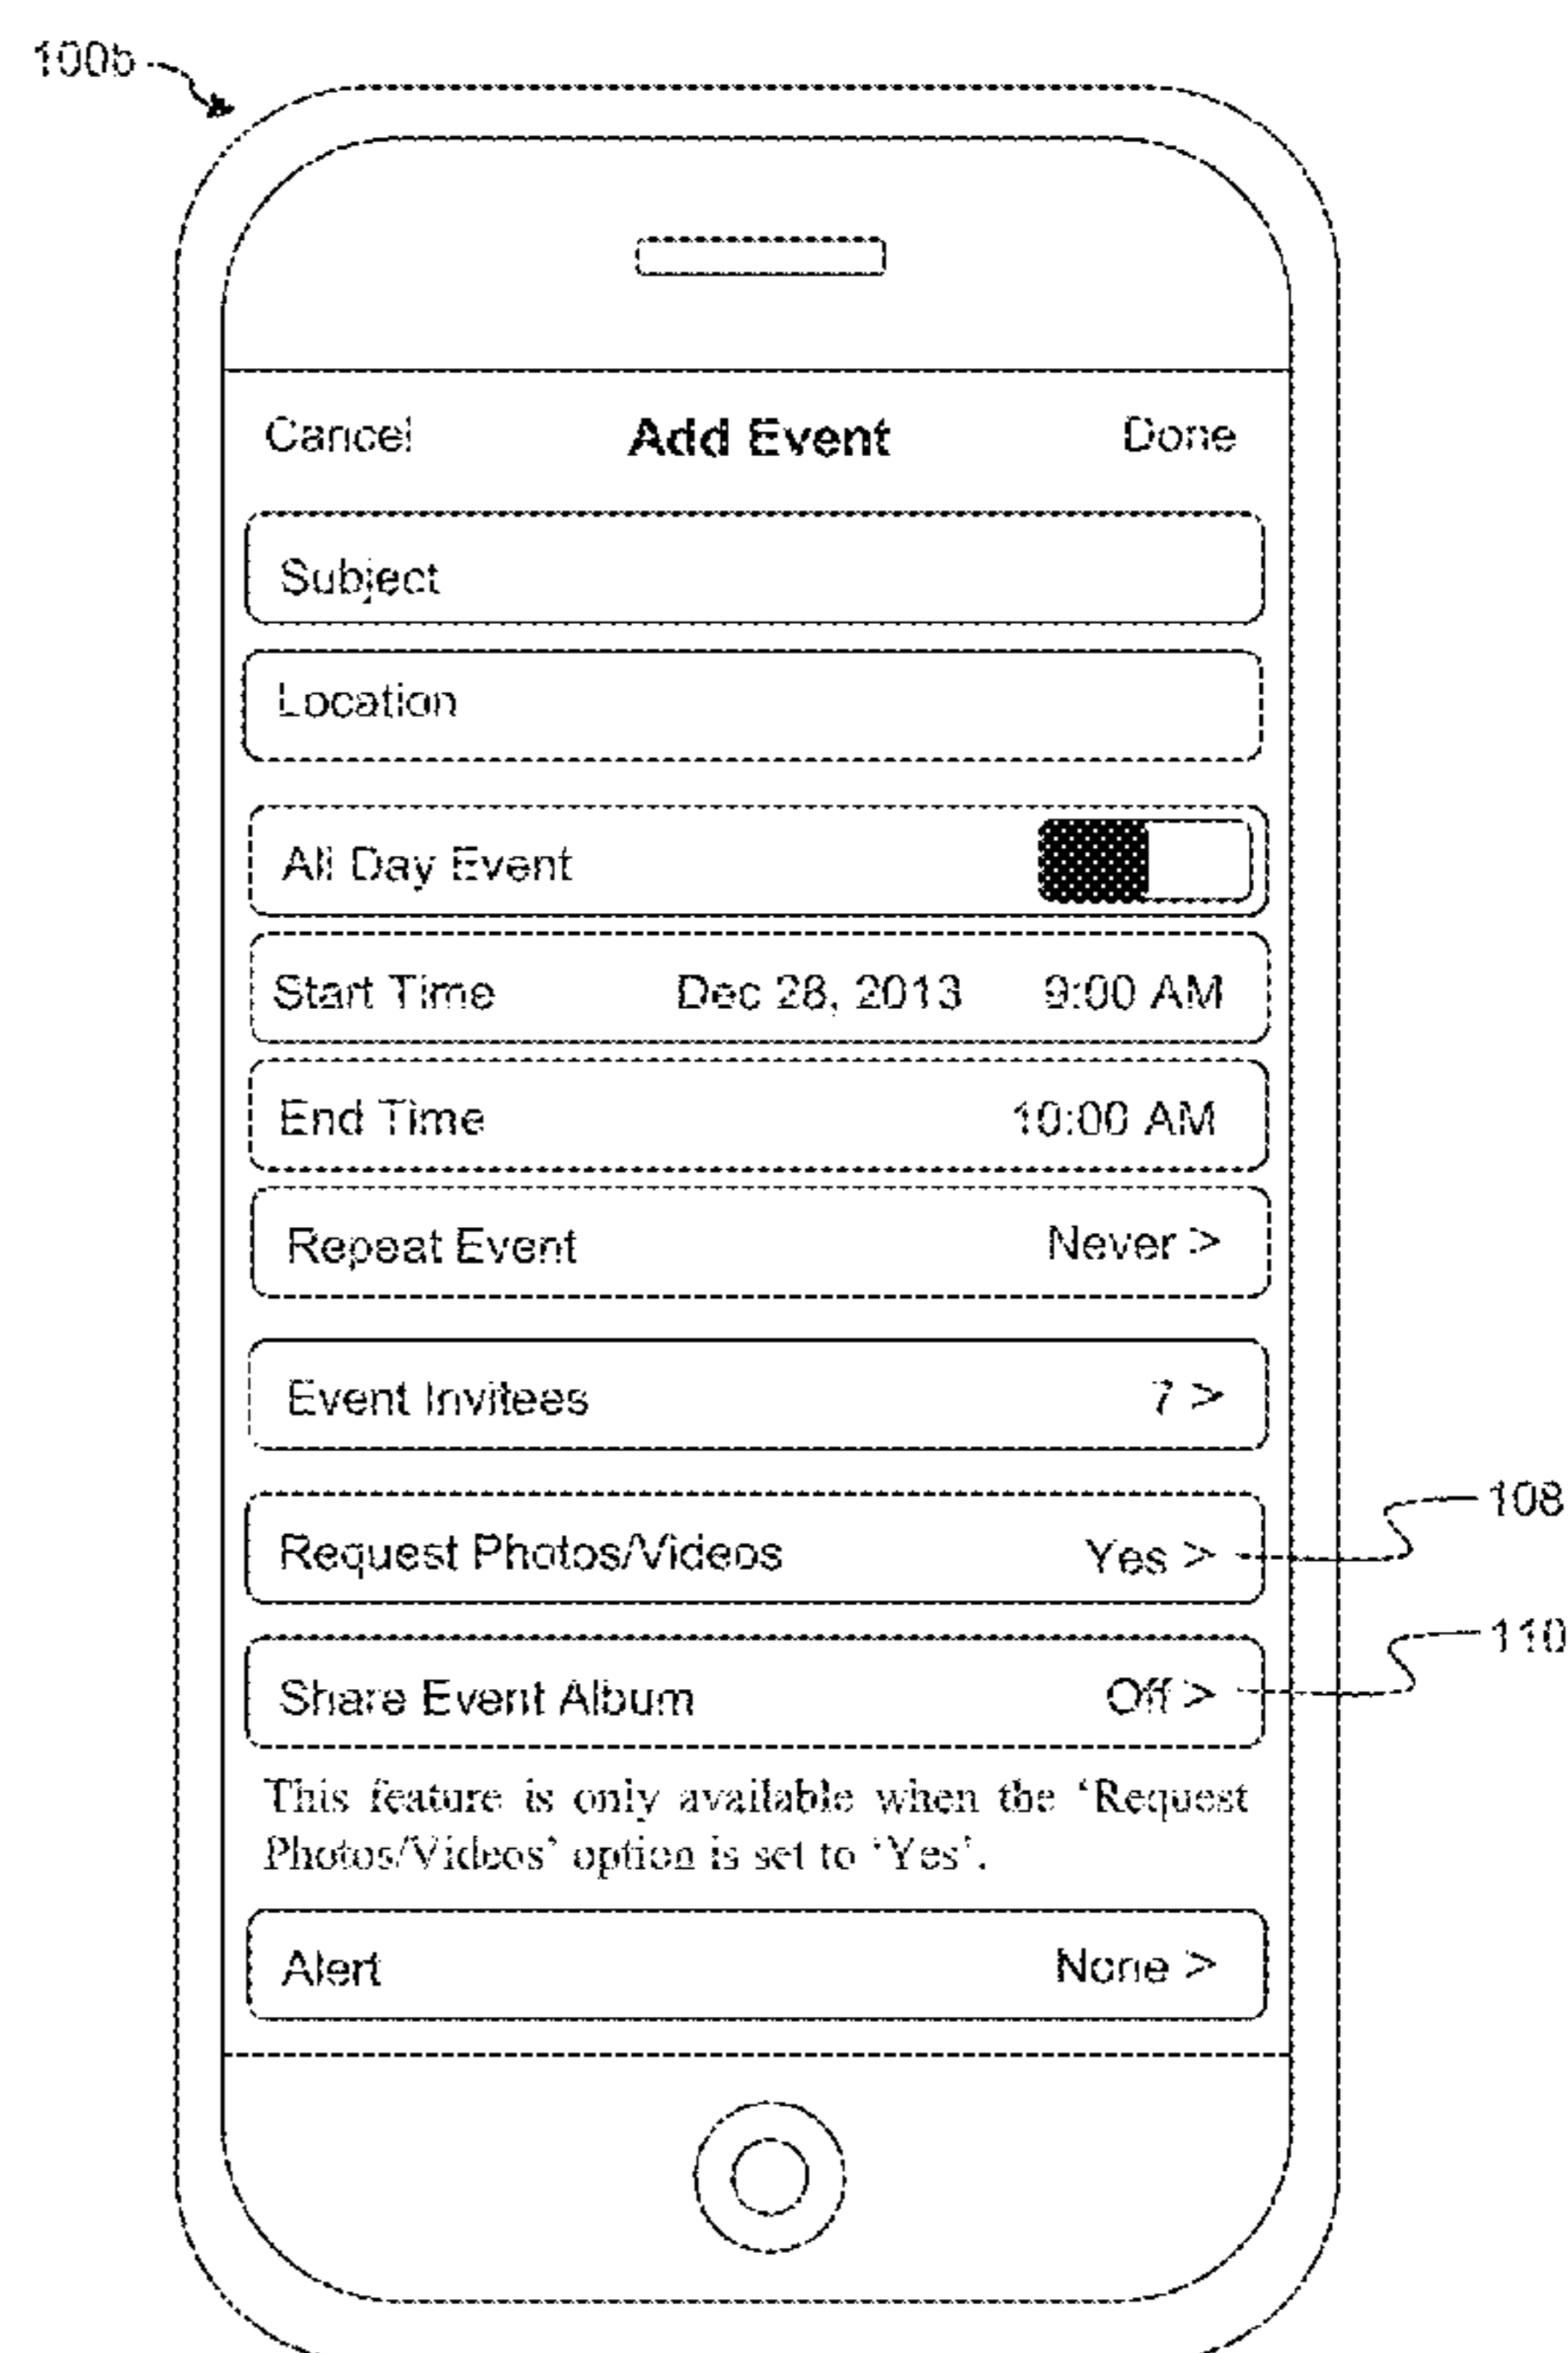 100b
Cancel Add Event Done
Subject
Location
All Day Event
Start Time Dec 28, 2013 9:00 AM
End Time 10:00 AM
Repeat Event Never >
Event Invitees 7 >
108
Request Photos/Videos Yes >
110
Share Event Album Off >
This feature is only available when the ‘Request
Photos/Videos’ option is set to ‘Yes’.
Alert None >